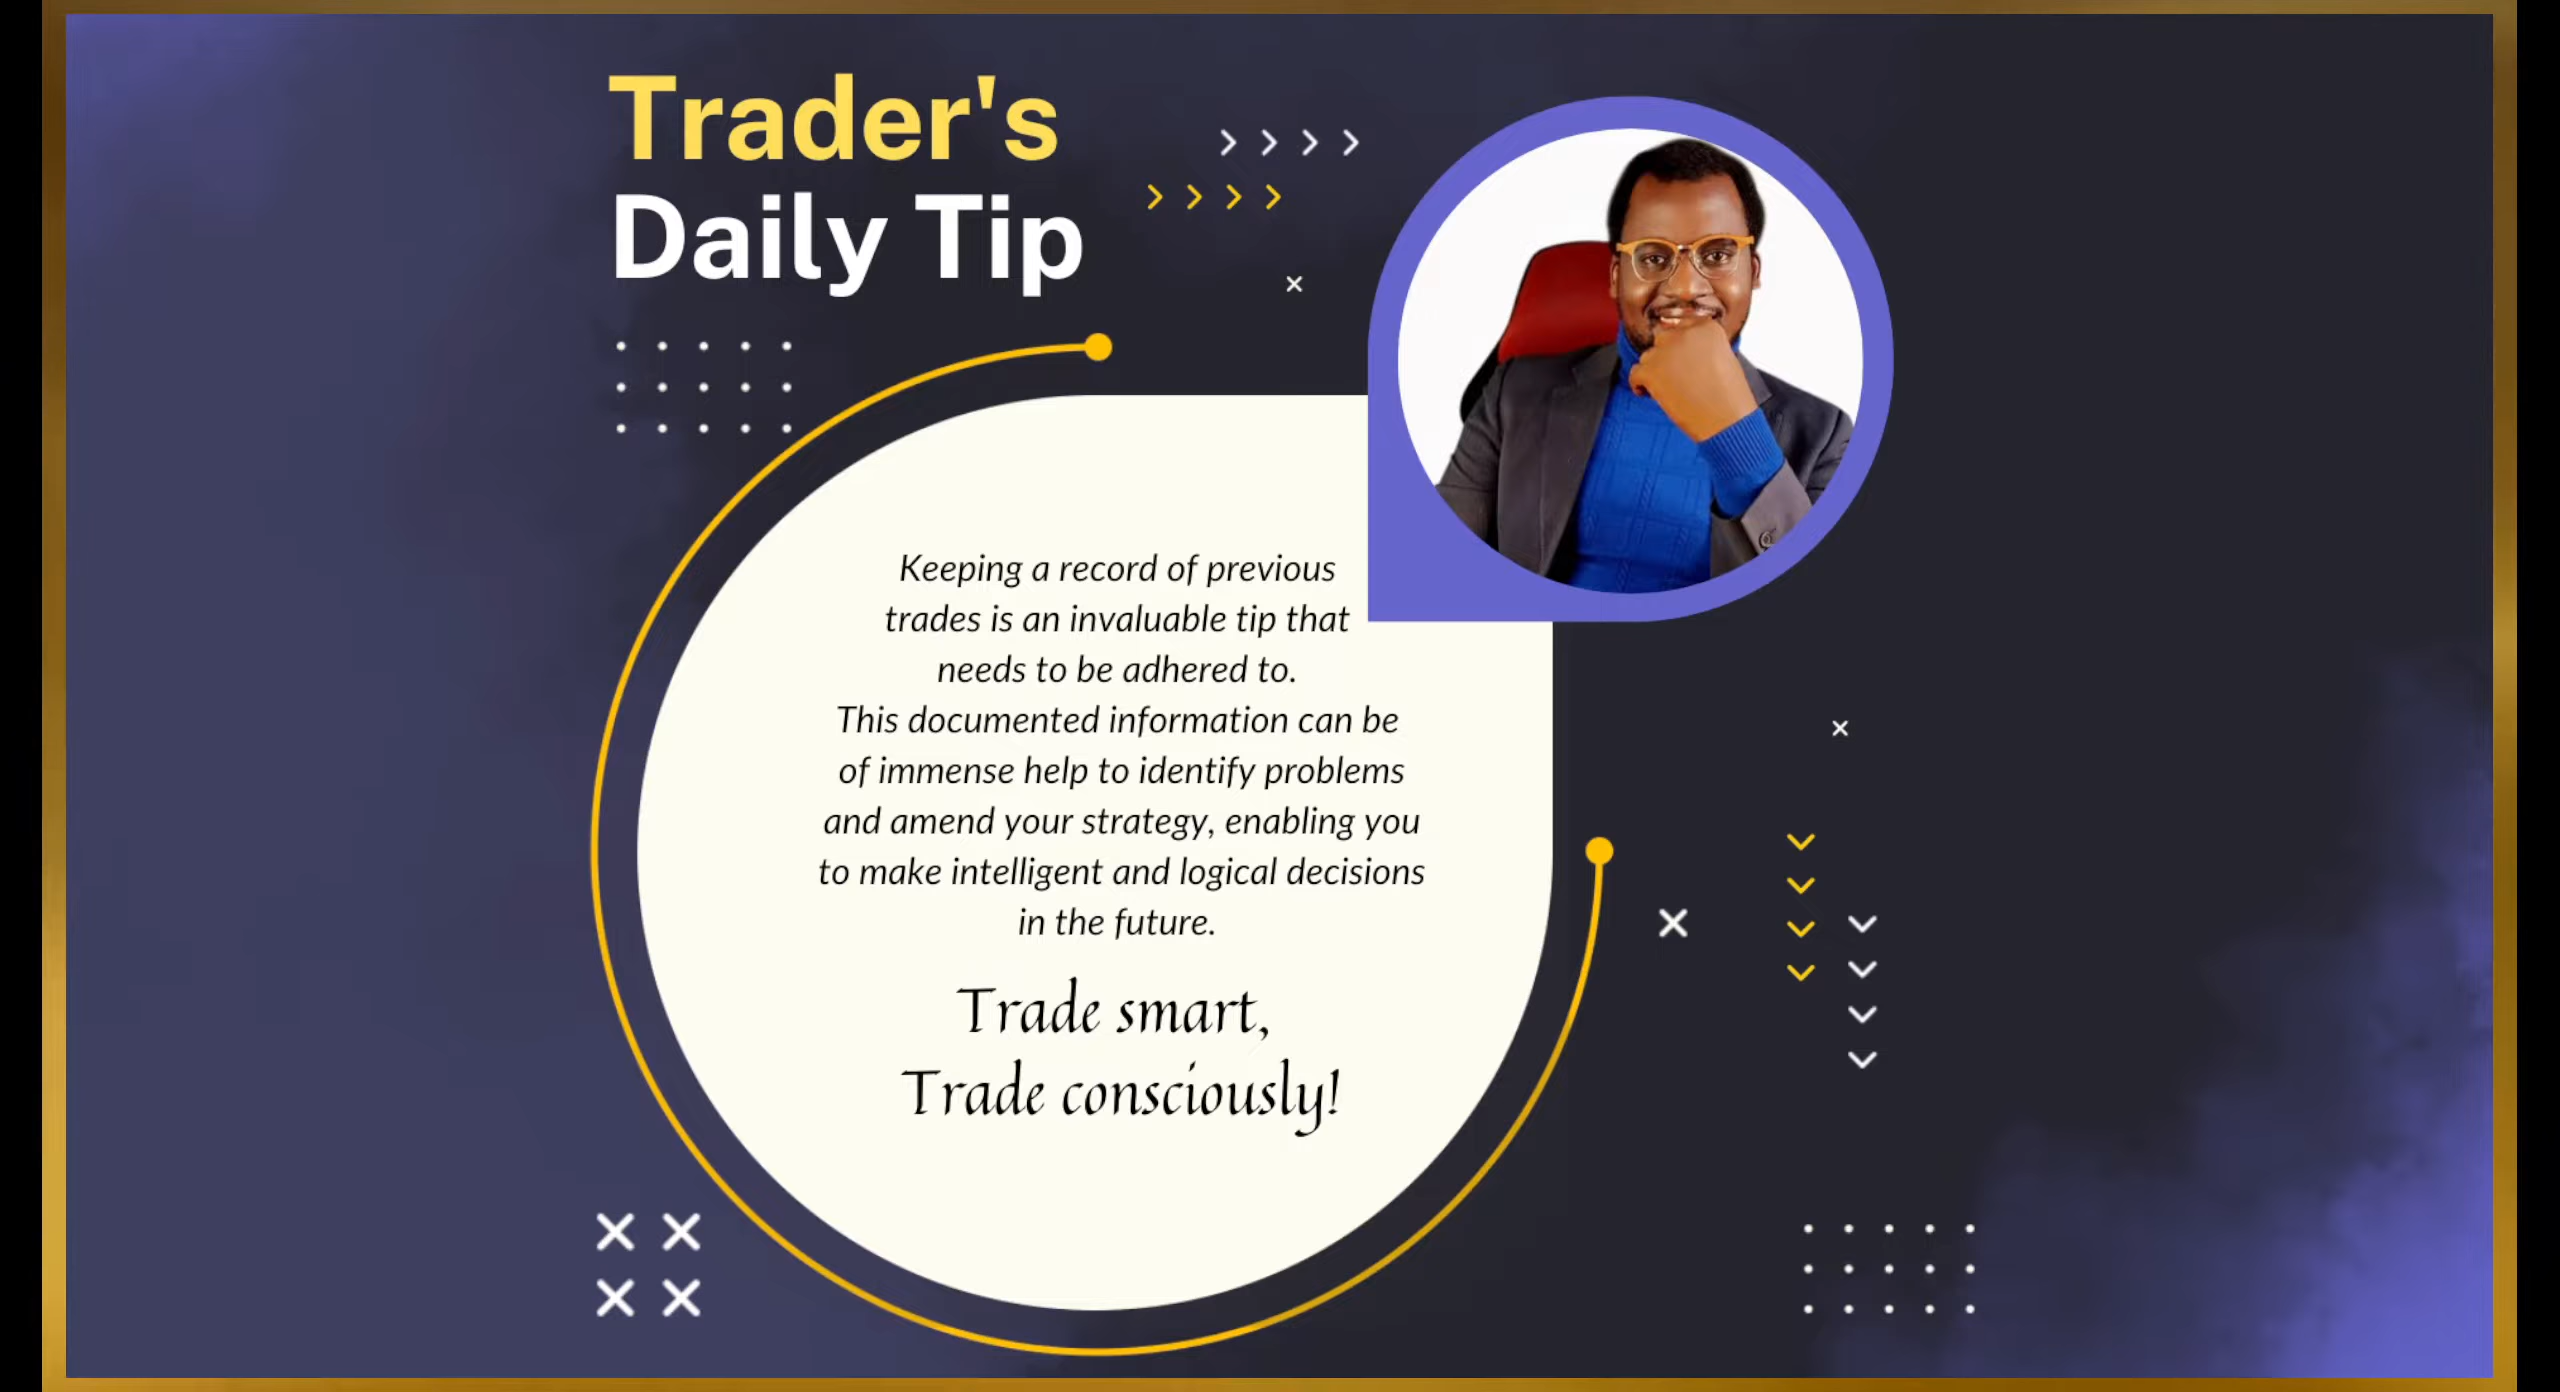 Trader's
Daily Tip
Keeping a record of previous
trades is an invaluable tip that
needs to be adhered to.
This documented information can be
of immense help to identify problems
and amend your strategy, enabling you
to make intelligent and logical decisions
in the future.
Trade smart,
Trade consciously!